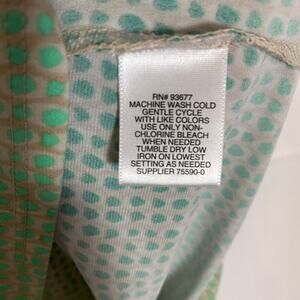 RN# 93677
MACHINE WASH COLD
GENTLE CYCLE
WITH LIKE COLORS
USE ONLY NON-
CHLORINE BLEACH
WHEN NEEDED
TUMBLE DRY LOW
IRON ON LOWEST
SETTING AS NEEDED
SUPPLIER 75590-0